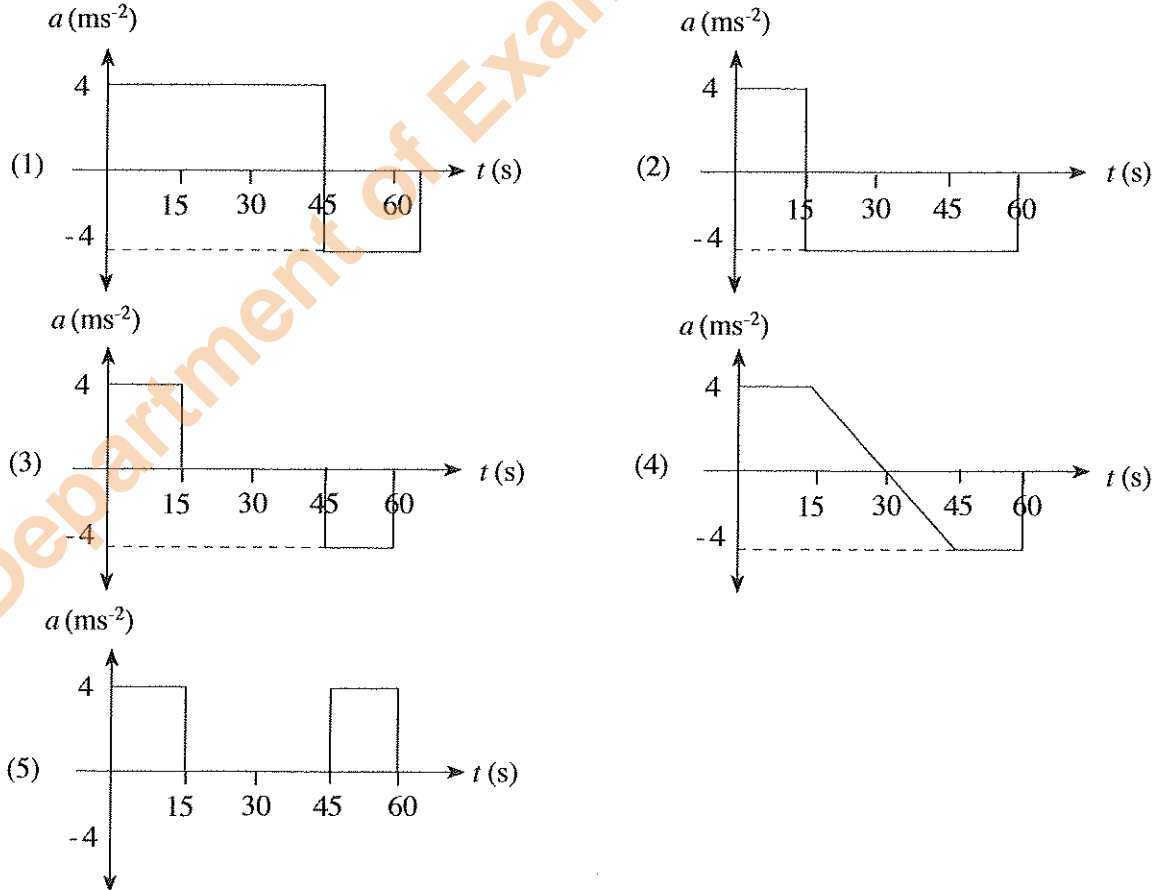 a (ms-2)
4
(1)
t (s)
15 30 45 60
- 4
a (ms-2)
4
(2)
t (s)
15 30 45 60
- 4
a (ms-2)
4
(3)
t (s)
15 30 45 60
- 4
a (ms-2)
4
(4)
t (s)
15 30 45 60
- 4
a (ms-2)
4
(5)
t (s)
15 30 45 60
- 4
Department of Exam